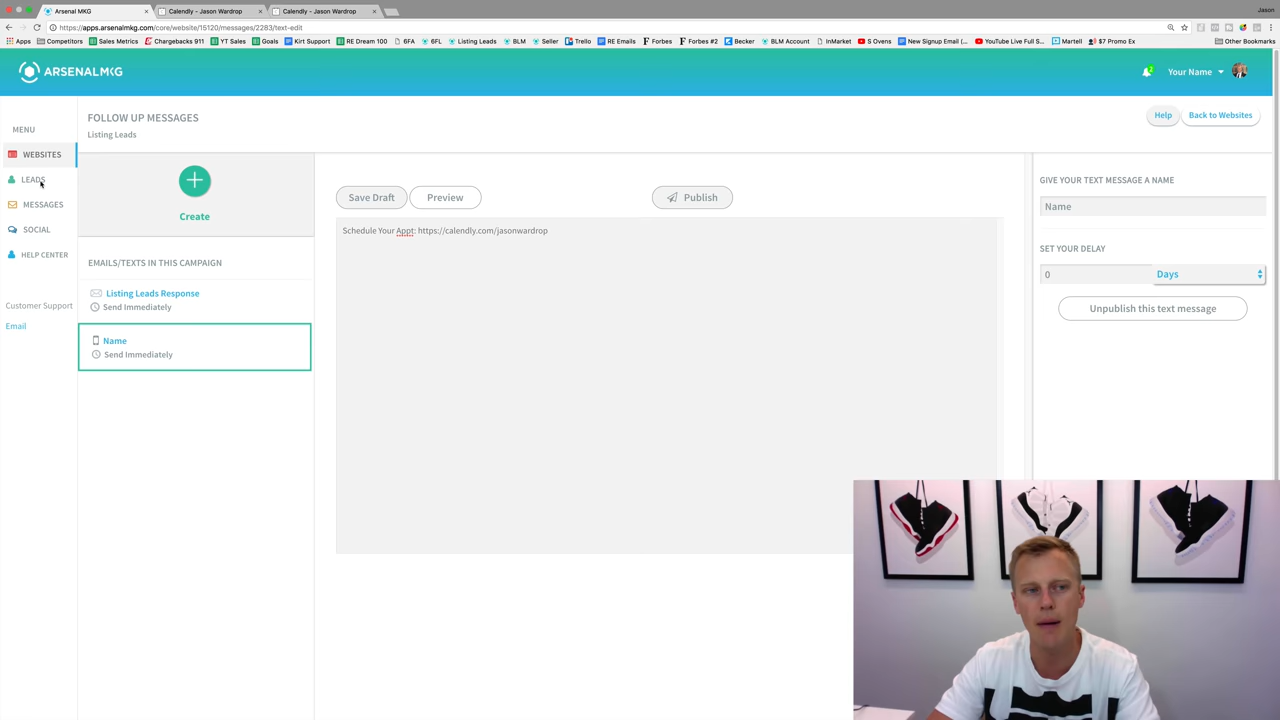 Arsenal MKG
Calendly - Jason Wardrop
Calendly - Jason Wardrop
Jason
https://apps.arsenalmkg.com/core/website/15120/messages/2283/text-edit
Apps
Competitors
Sales Metrics
Chargebacks 911
YT Sales
Goals
Kirt Support
RE Dream 100
6FA
6FL
Listing Leads
BLM
Seller
Trello
RE Emails
Forbes
Forbes #2
Becker
BLM Account
InMarket
S Ovens
New Signup Email (...
YouTube Live Full S...
Martell
$7 Promo Ex
Other Bookmarks
ARSENALMKG
2
Your Name
MENU
WEBSITES
LEADS
MESSAGES
SOCIAL
HELP CENTER
Customer Support
Email
FOLLOW UP MESSAGES
Listing Leads
Help
Back to Websites
Create
EMAILS/TEXTS IN THIS CAMPAIGN
Listing Leads Response
Send Immediately
Name
Send Immediately
Save Draft
Preview
Publish
Schedule Your Appt: https://calendly.com/jasonwardrop
GIVE YOUR TEXT MESSAGE A NAME
Name
SET YOUR DELAY
0
Days
Unpublish this text message